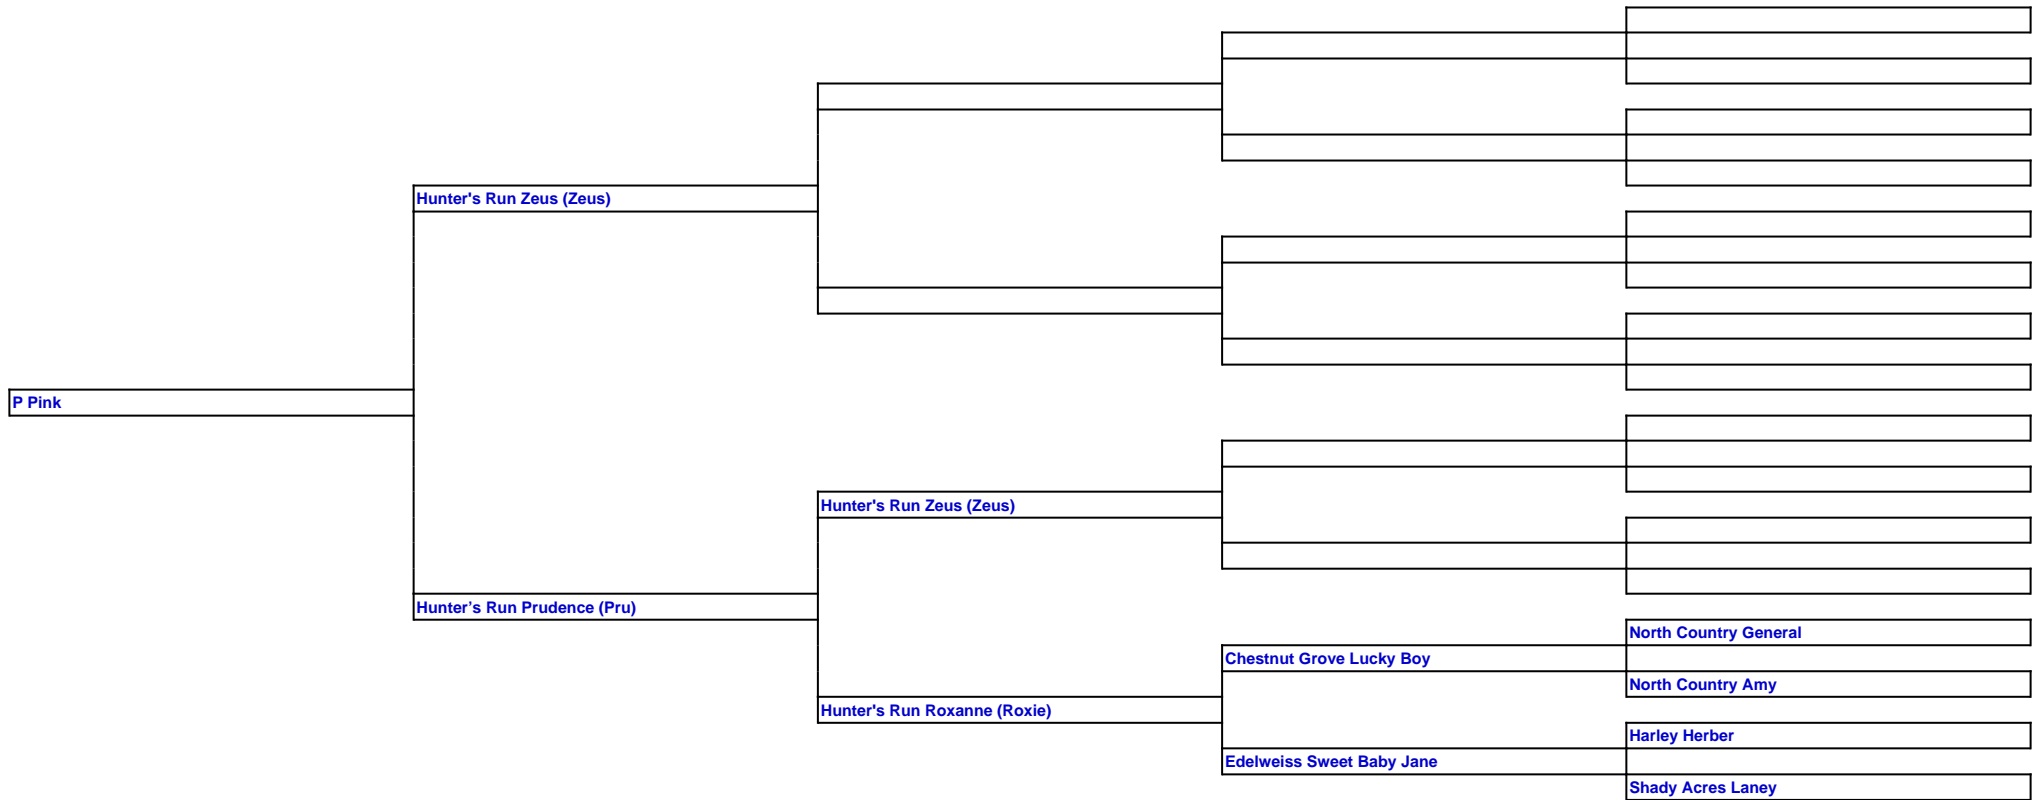 Hunter's Run Zeus (Zeus)
P Pink
Hunter's Run Zeus (Zeus)
Hunter’s Run Prudence (Pru)
North Country General
Chestnut Grove Lucky Boy
North Country Amy
Hunter's Run Roxanne (Roxie)
Harley Herber
Edelweiss Sweet Baby Jane
Shady Acres Laney